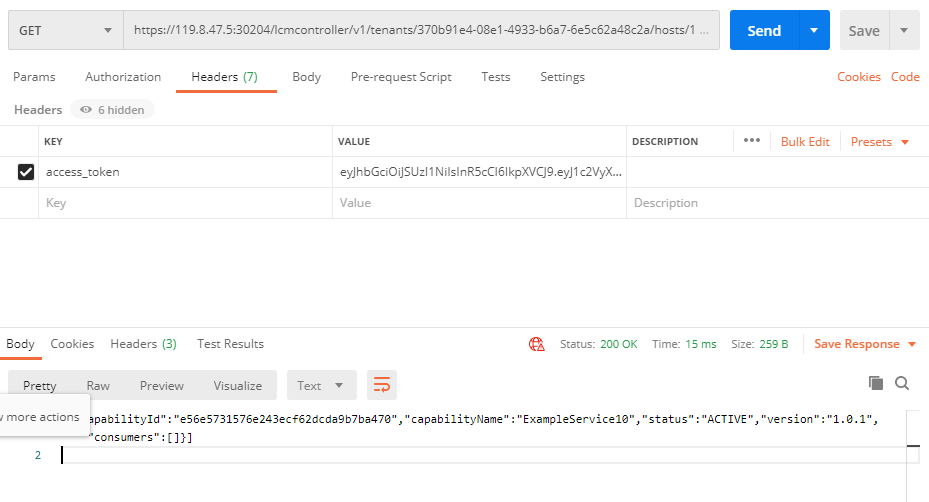 GET https://119.8.47.5:30204/lcmcontroller/v1/tenants/370b91e4-08e1-4933-b6a7-6e5c62a48c2a/hosts/1 ... Send Save
Params Authorization Headers (7) Body Pre-request Script Tests Settings Cookies Code
Headers 6 hidden
KEY VALUE DESCRIPTION ••• Bulk Edit Presets
access_token eyJhbGciOiJSUzI1NiIsInR5cCI6IkpXVCJ9.eyJ1c2VyX...
Key Value Description
Body Cookies Headers (3) Test Results Status: 200 OK Time: 15 ms Size: 259 B Save Response
Pretty Raw Preview Visualize Text
w more actions
apabilityId":"e56e5731576e243ecf62dcda9b7ba470","capabilityName":"ExampleService10","status":"ACTIVE","version":"1.0.1",
"consumers":[]}]
2